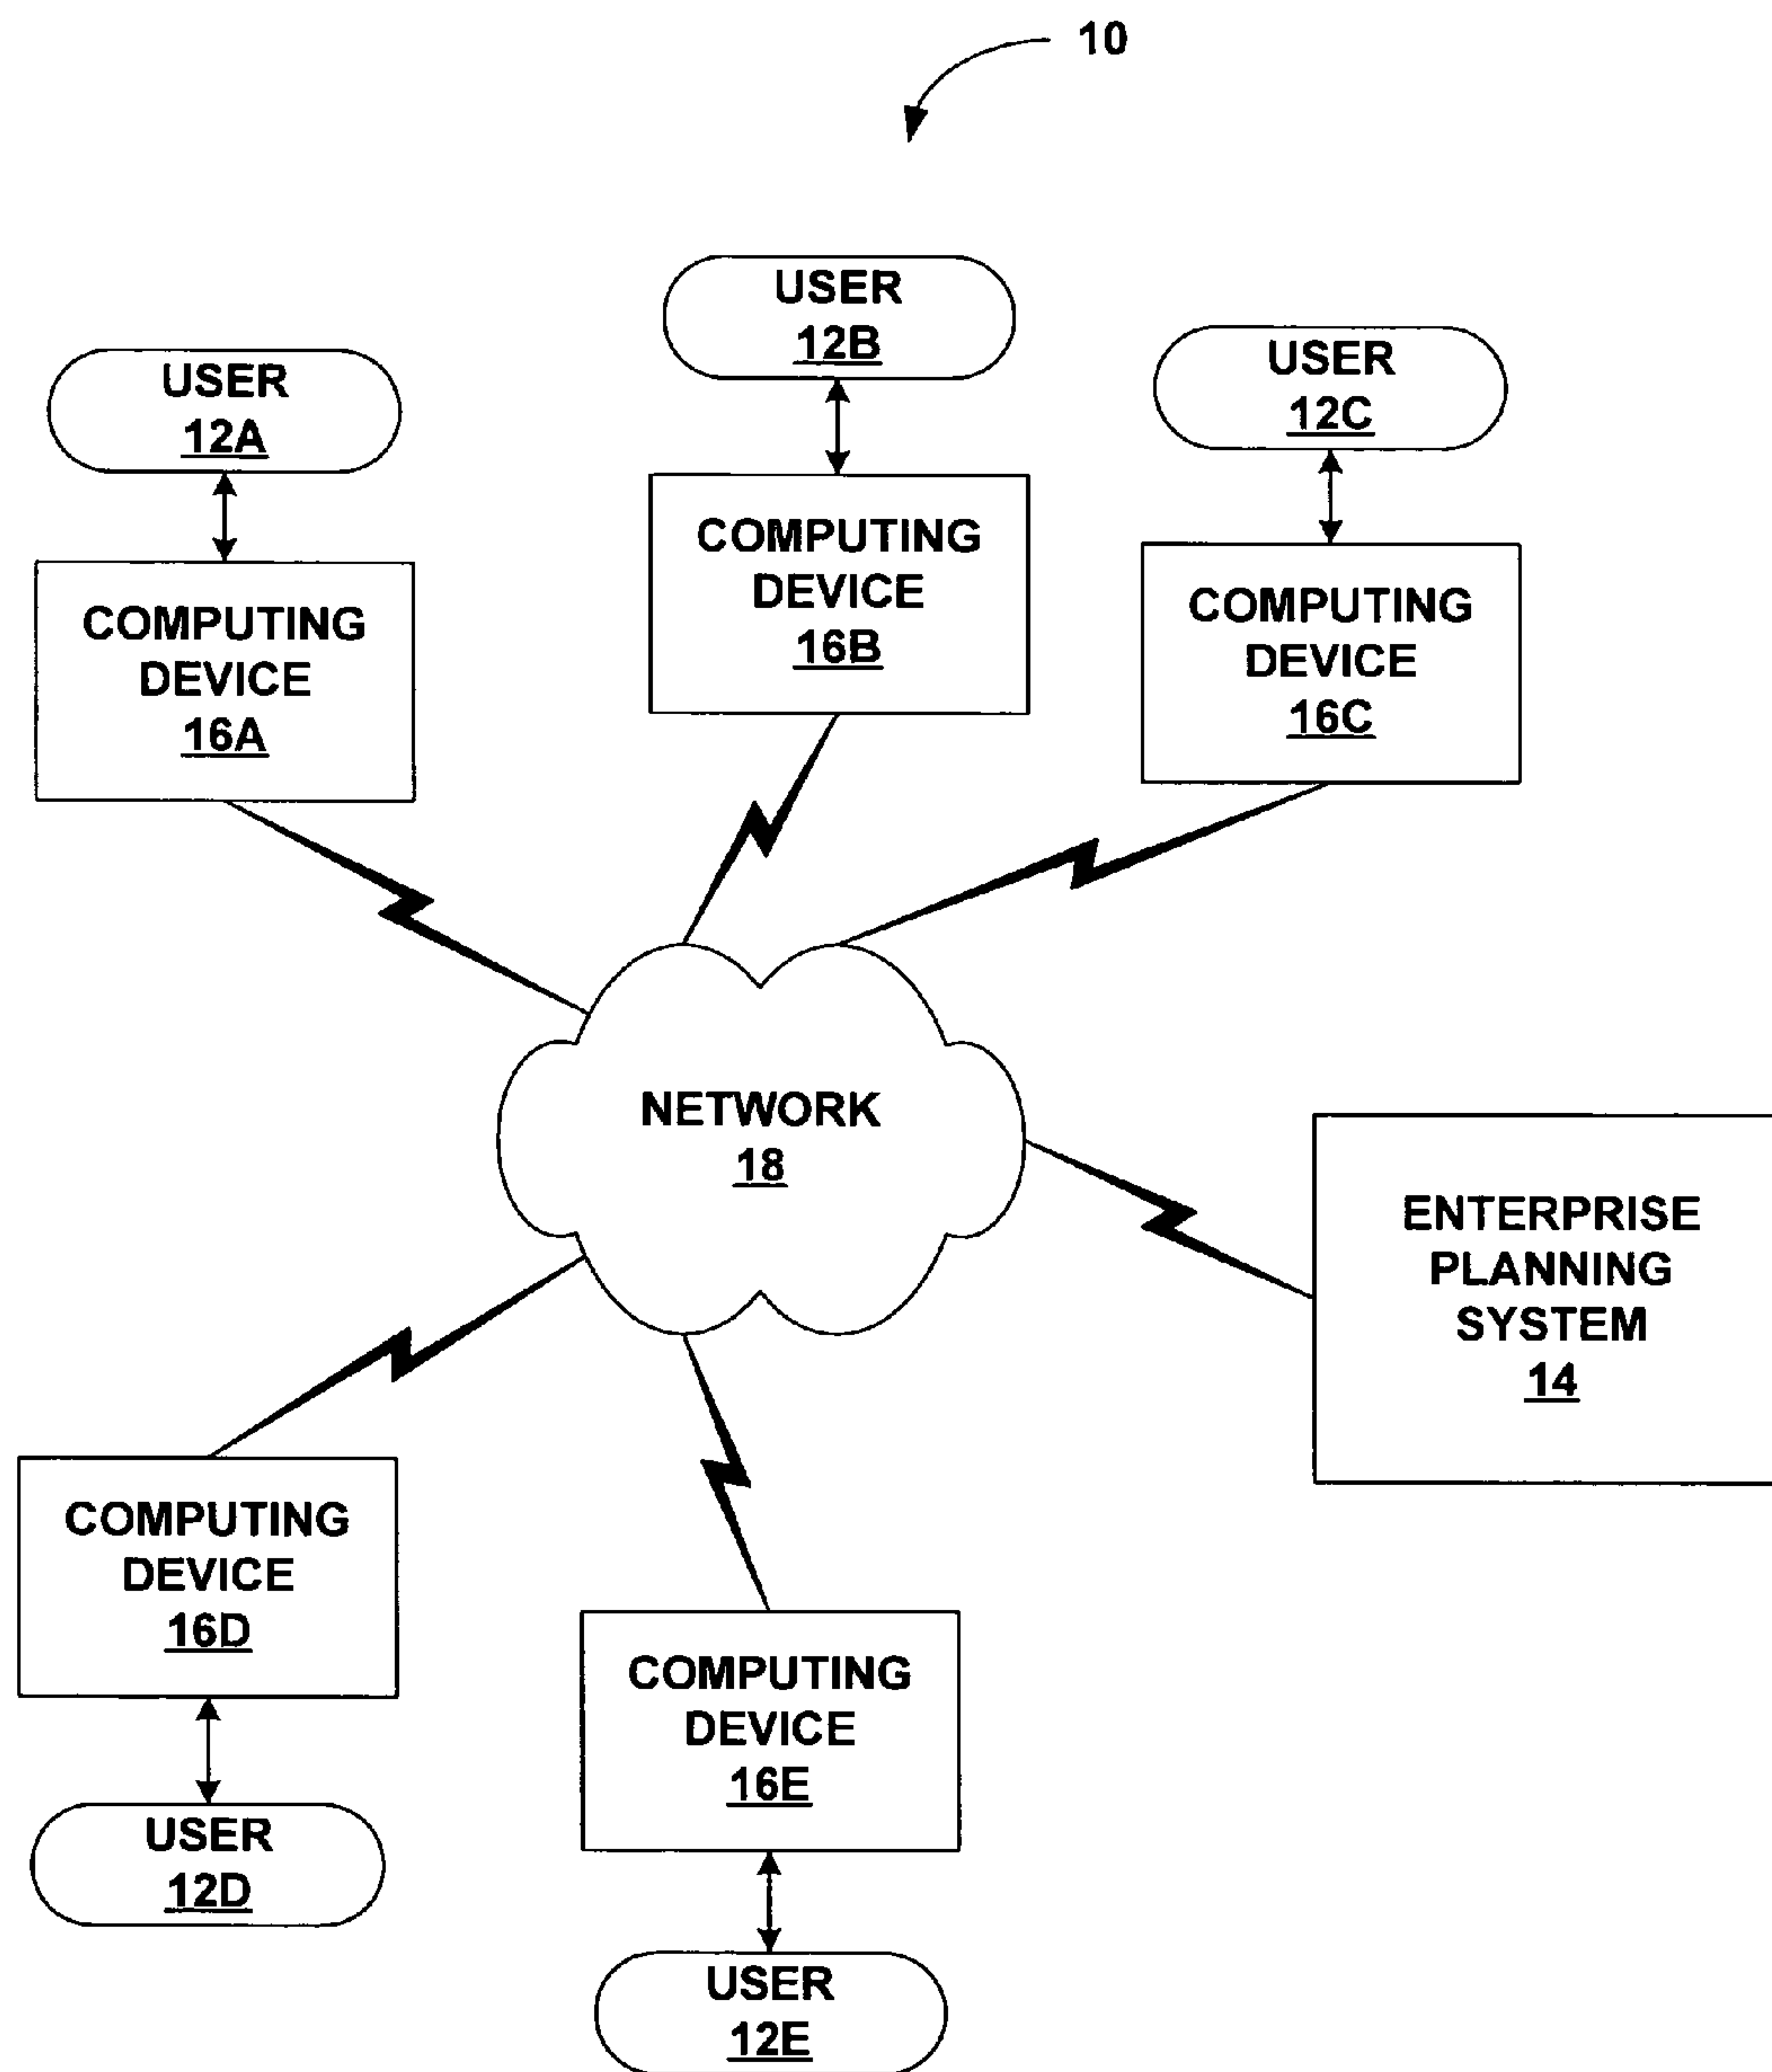 10
USER
12A
USER
12B
USER
12C
COMPUTING
DEVICE
16A
COMPUTING
DEVICE
16B
COMPUTING
DEVICE
16C
NETWORK
18
ENTERPRISE
PLANNING
SYSTEM
14
COMPUTING
DEVICE
16D
COMPUTING
DEVICE
16E
USER
12D
USER
12E